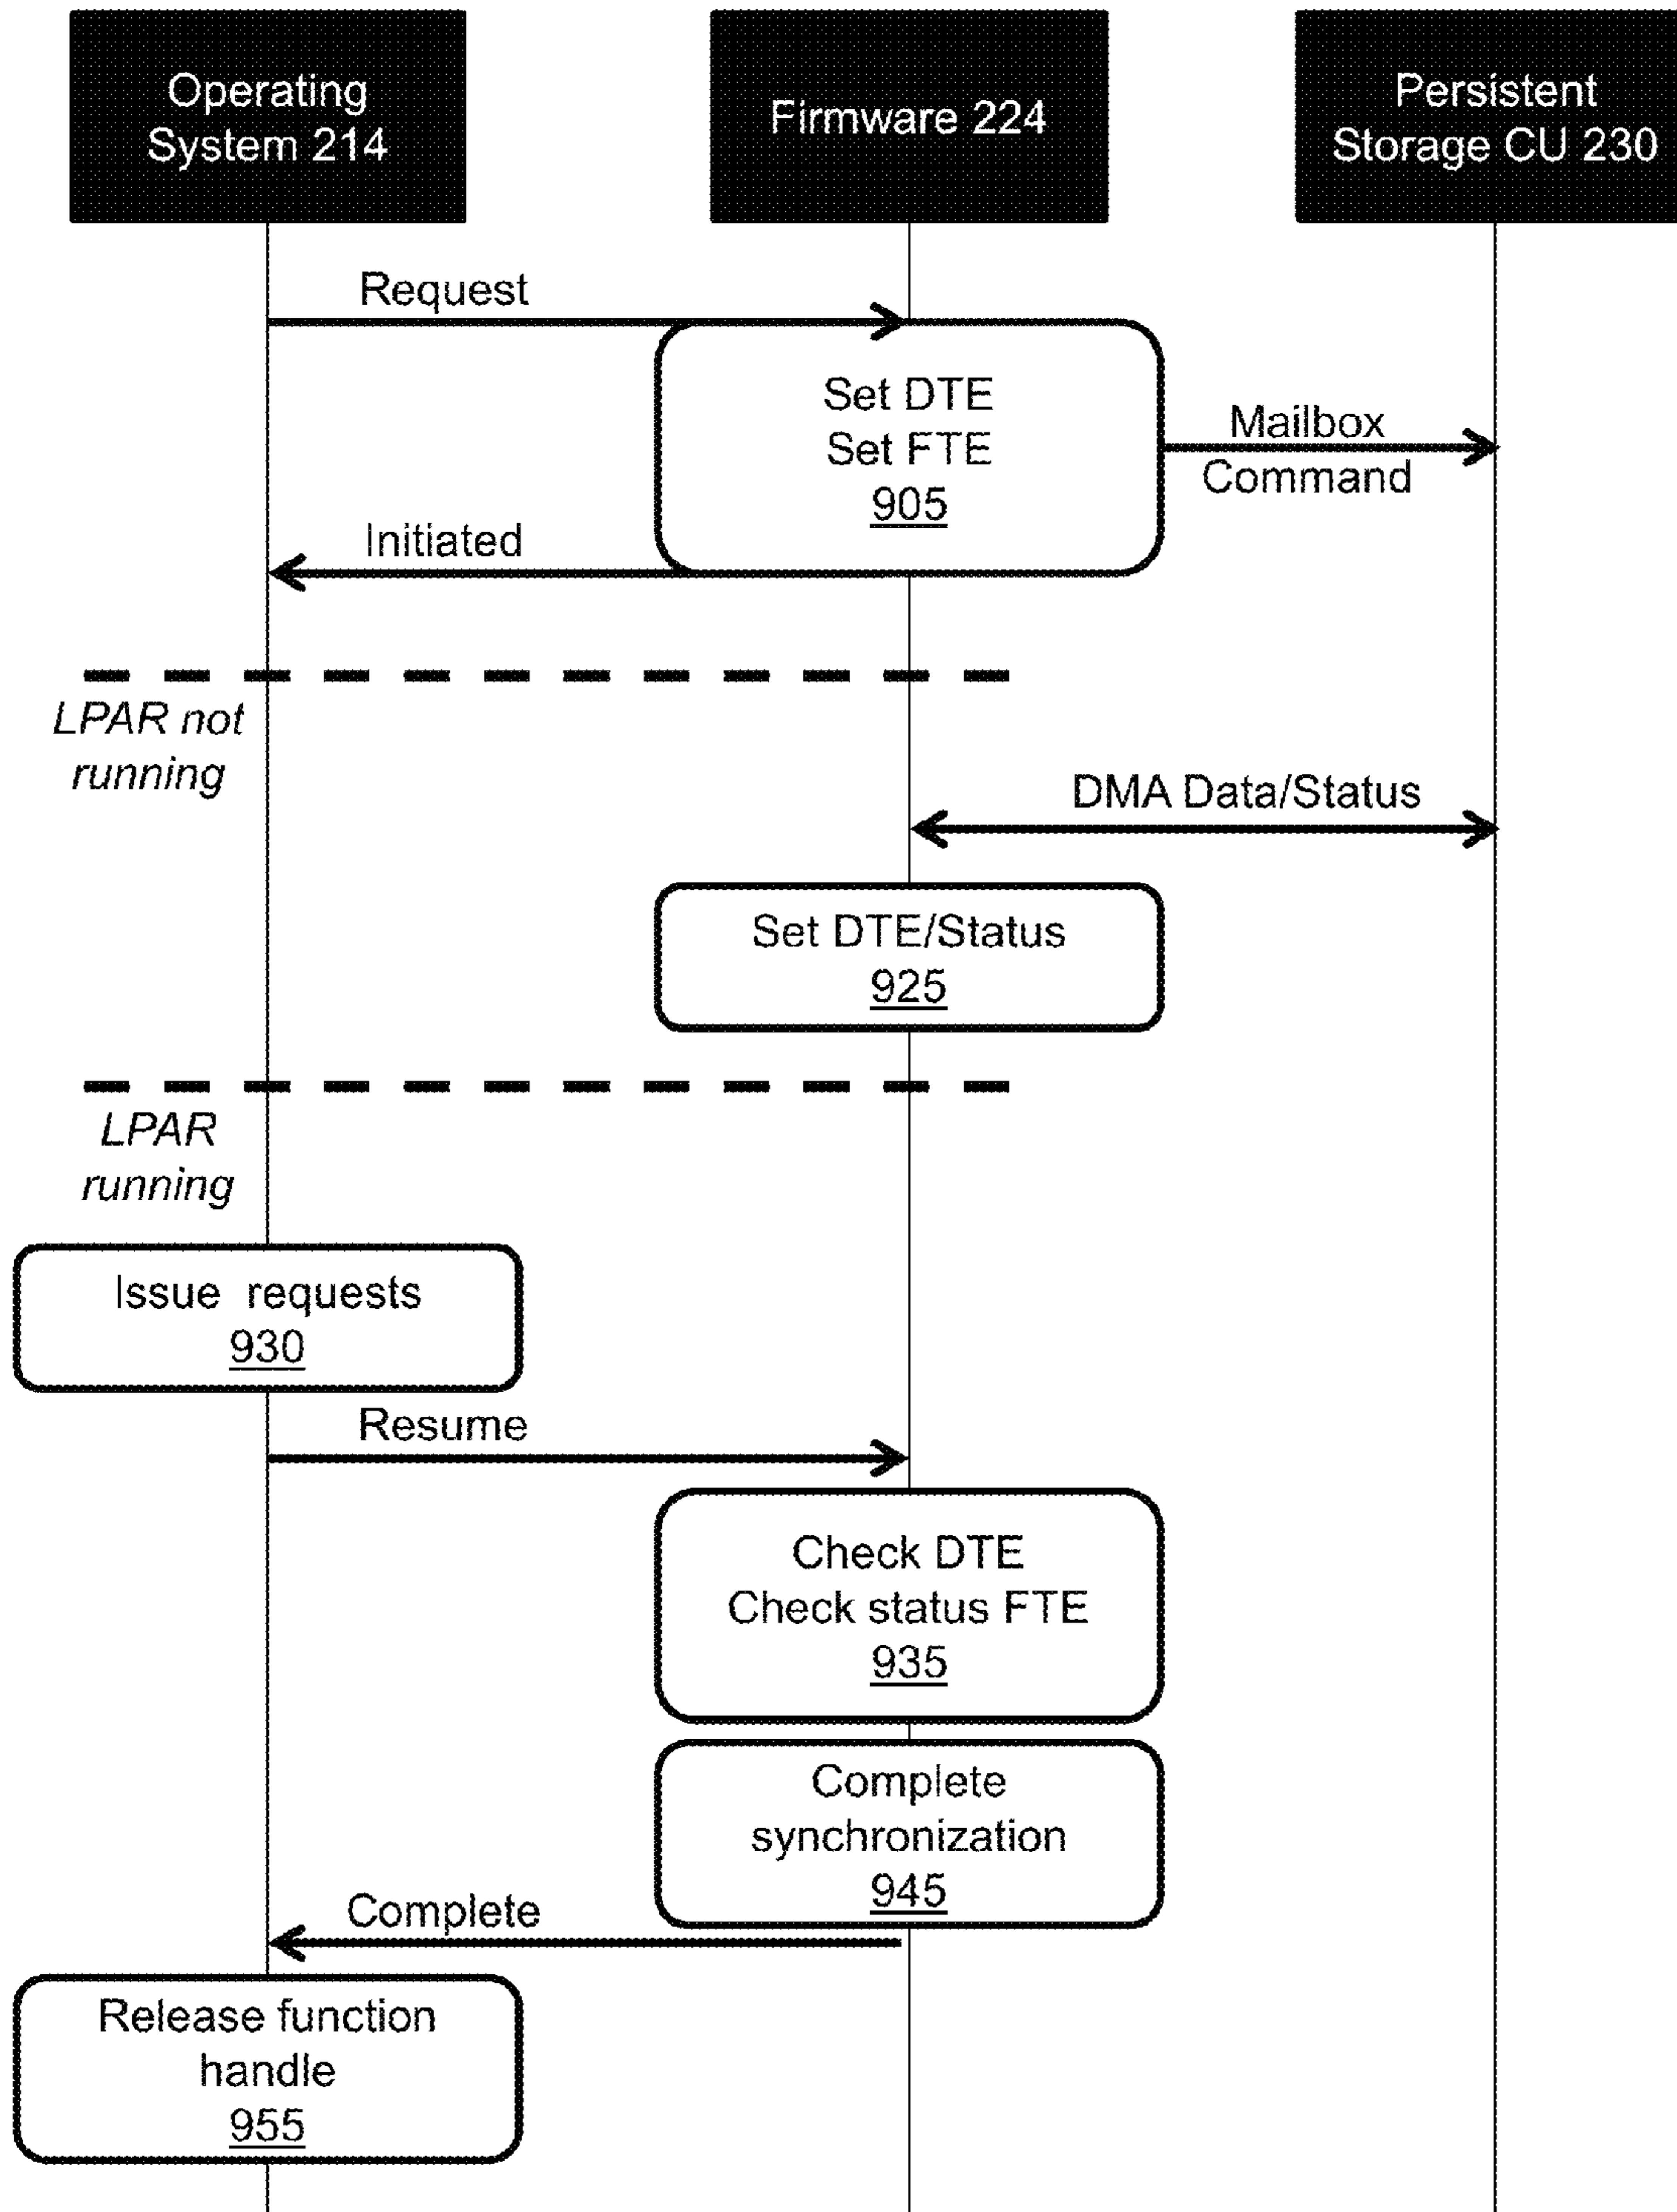 Operating
System 214
Firmware 224
Persistent
Storage CU 230
Request
Set DTE
Set FTE
905
Mailbox
Command
Initiated
LPAR not
running
DMA Data/Status
Set DTE/Status
925
LPAR
running
Issue requests
930
Resume
Check DTE
Check status FTE
935
Complete
synchronization
945
Complete
Release function
handle
955